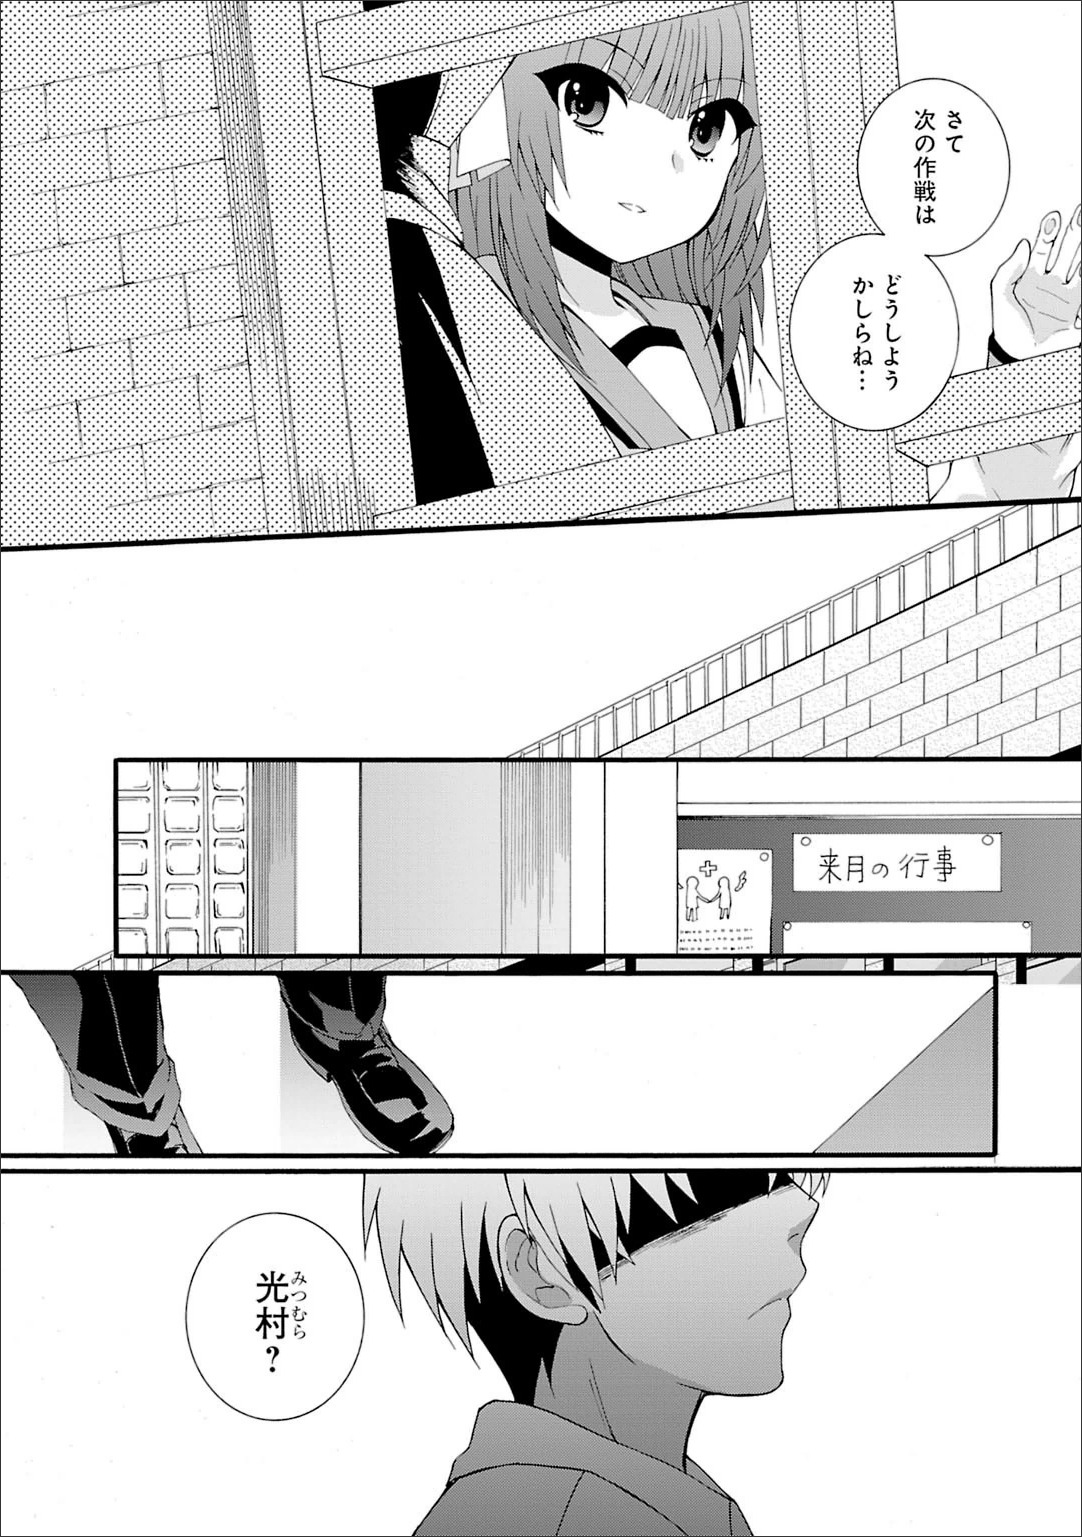 さて
次の作戦は
どうしよう
かしらね…
来月の行事
光村？
みつむら